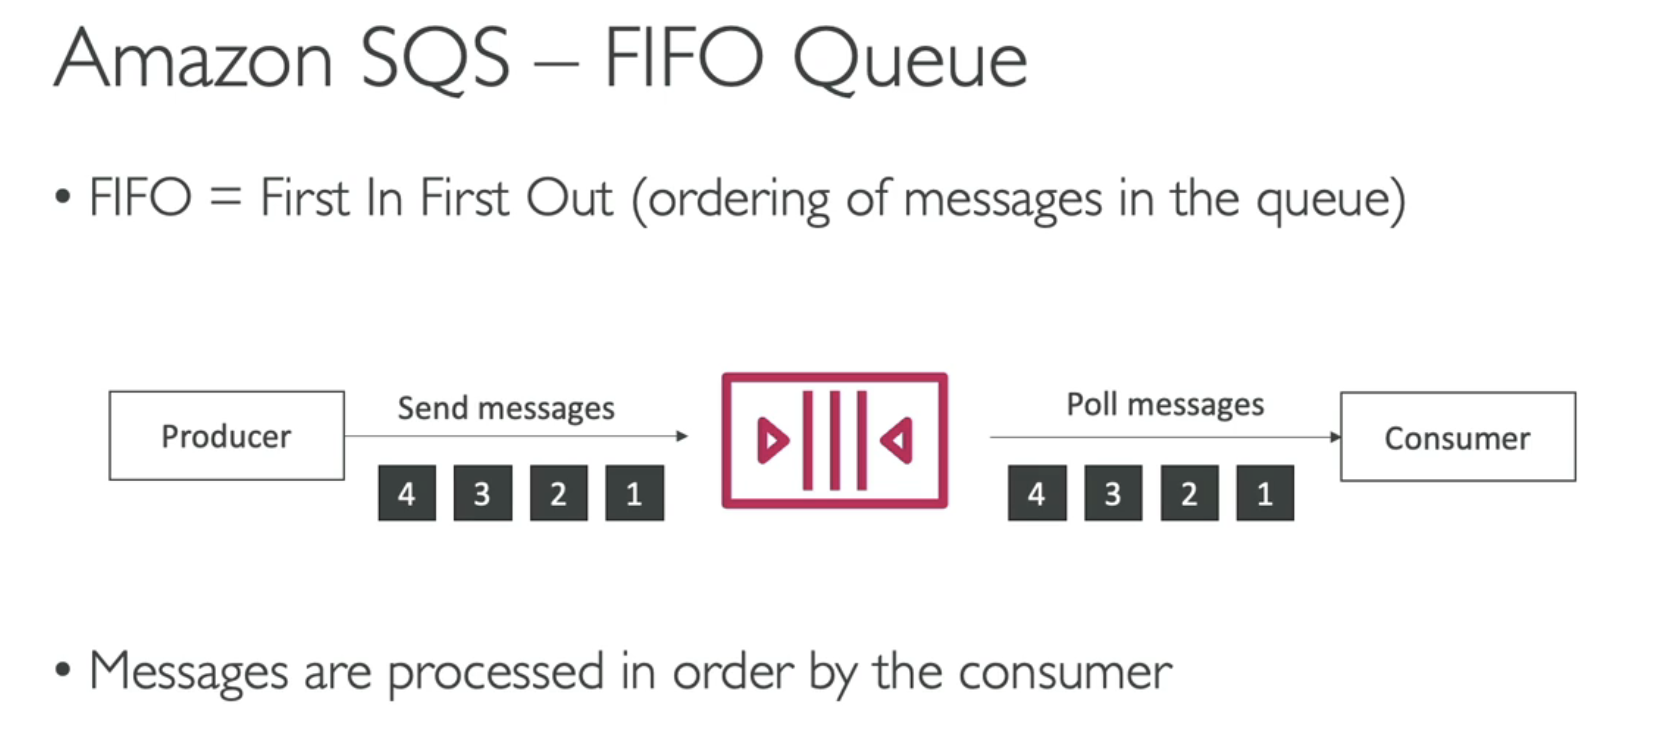 Amazon SQS – FIFO Queue
• FIFO = First In First Out (ordering of messages in the queue)
Producer
Send messages
4 3 2 1
Poll messages
4 3 2 1
Consumer
• Messages are processed in order by the consumer